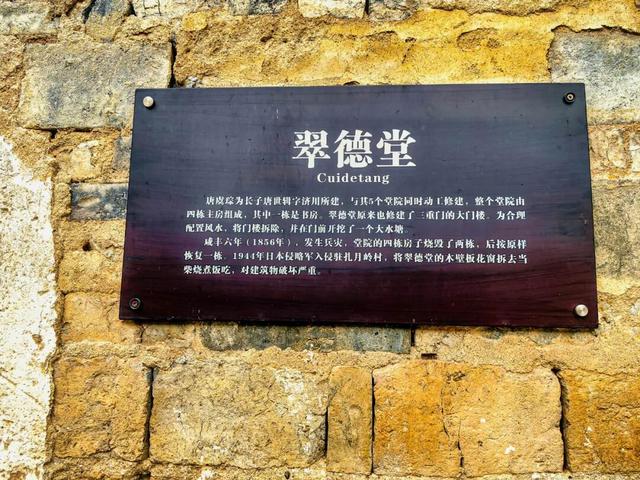 翠德堂
Cuidetang
唐虞琮为长子唐世辑字济川所建，与其5个堂院同时动工修建，整个堂院由
四栋主房组成，其中一栋是书房。翠德堂原来也修建了三重门的大门楼。为合理
配置风水，将门楼拆除，并在门前开挖了一个大水塘。
咸丰六年（1856年），发生兵灾，堂院的四栋房子烧毁了两栋，后按原样
恢复一栋。1944年日本侵略军入侵驻扎月岭村，将翠德堂的木壁板花窗拆去当
柴烧煮饭吃，对建筑物破坏严重。